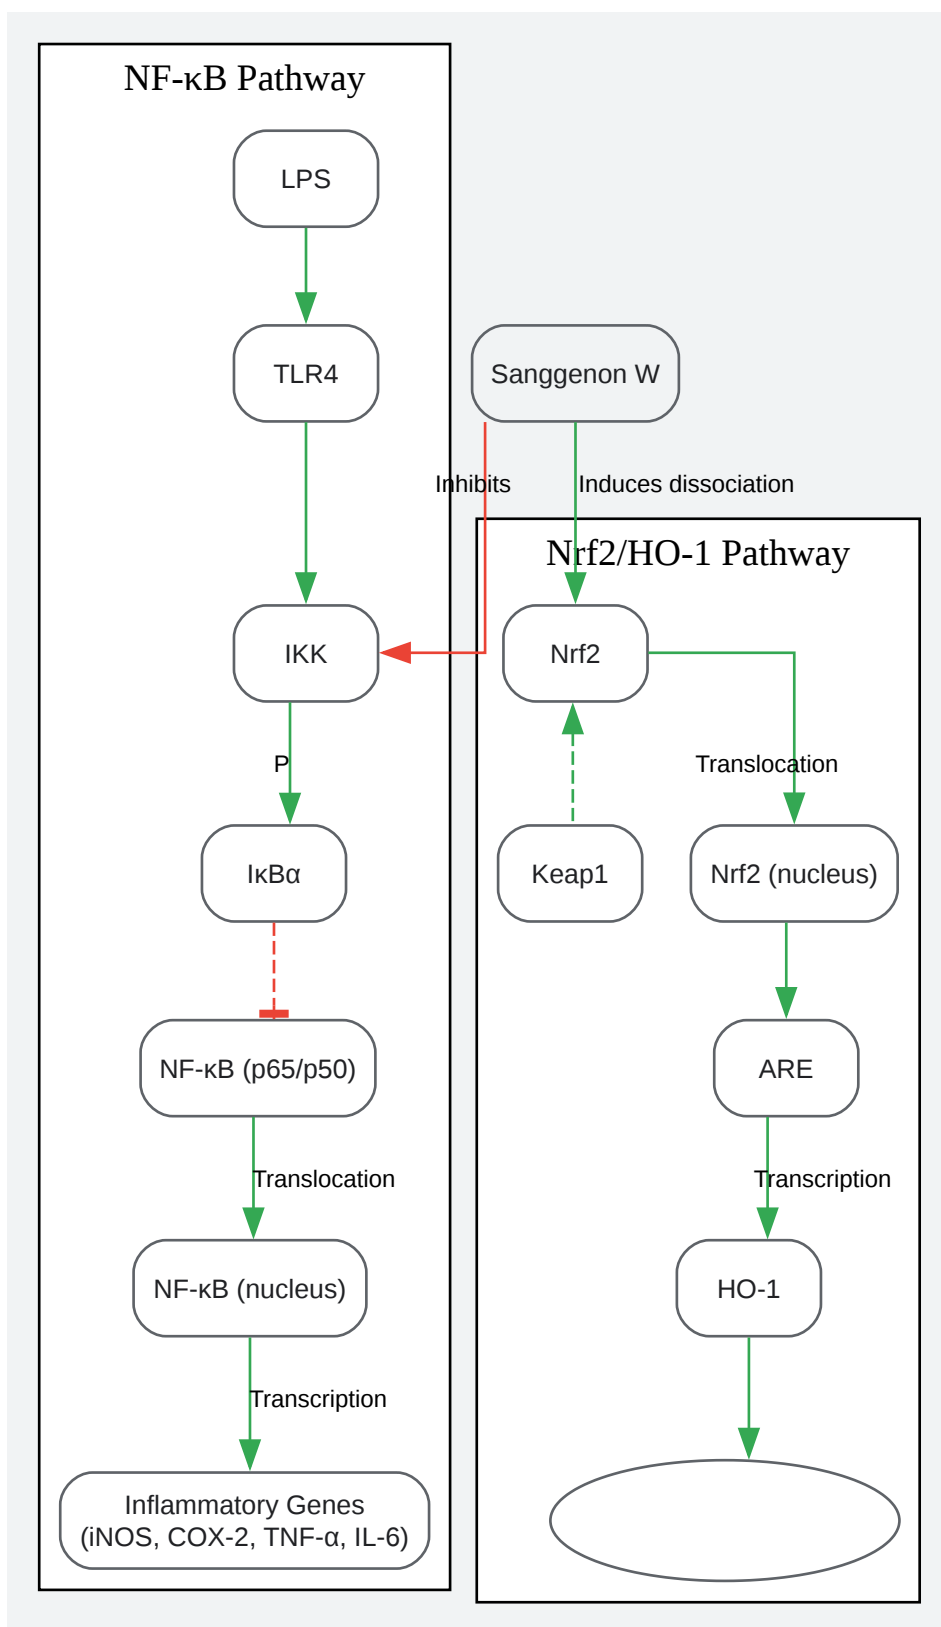 NF-κB Pathway
LPS
TLR4
Sanggenon W
Inhibits
Induces dissociation
Nrf2/HO-1 Pathway
IKK
Nrf2
P
Translocation
IκBα
Keap1
Nrf2 (nucleus)
NF-κB (p65/p50)
ARE
Translocation
Transcription
NF-κB (nucleus)
HO-1
Transcription
Inflammatory Genes
(iNOS, COX-2, TNF-α, IL-6)